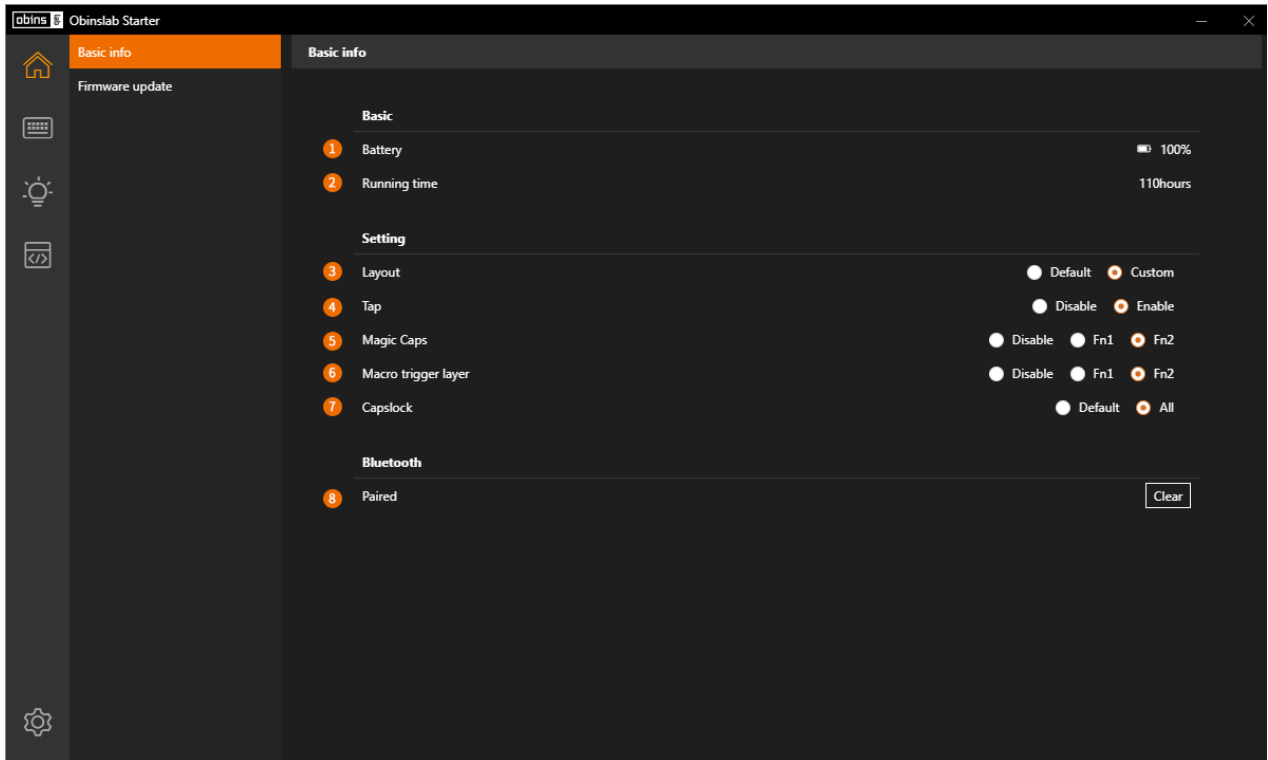 obins Obinslab Starter
Basic info
Firmware update
Basic info
Basic
1 Battery 100%
2 Running time 110hours
Setting
3 Layout Default Custom
4 Tap Disable Enable
5 Magic Caps Disable Fn1 Fn2
6 Macro trigger layer Disable Fn1 Fn2
7 Capslock Default All
Bluetooth
8 Paired Clear